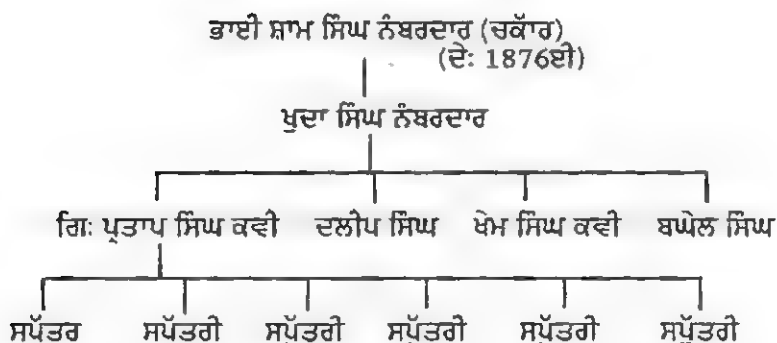 ਭਾਈ ਸ਼ਾਮ ਸਿੰਘ ਨੰਬਰਦਾਰ (ਚਕੱਾਰ)
(ਦੇ: 1876ਈ)
ਖੁਦਾ ਸਿੰਘ ਨੰਬਰਦਾਰ
ਗਿ: ਪ੍ਰਤਾਪ ਸਿੰਘ ਕਵੀ ਦਲੀਪ ਸਿੰਘ ਖੇਮ ਸਿੰਘ ਕਵੀ ਬਘੇਲ ਸਿੰਘ
ਸਪੁੱਤਰ ਸਪੁੱਤਰੀ ਸਪੁੱਤਰੀ ਸਪੁੱਤਰੀ ਸਪੁੱਤਰੀ ਸਪੁੱਤਰੀ